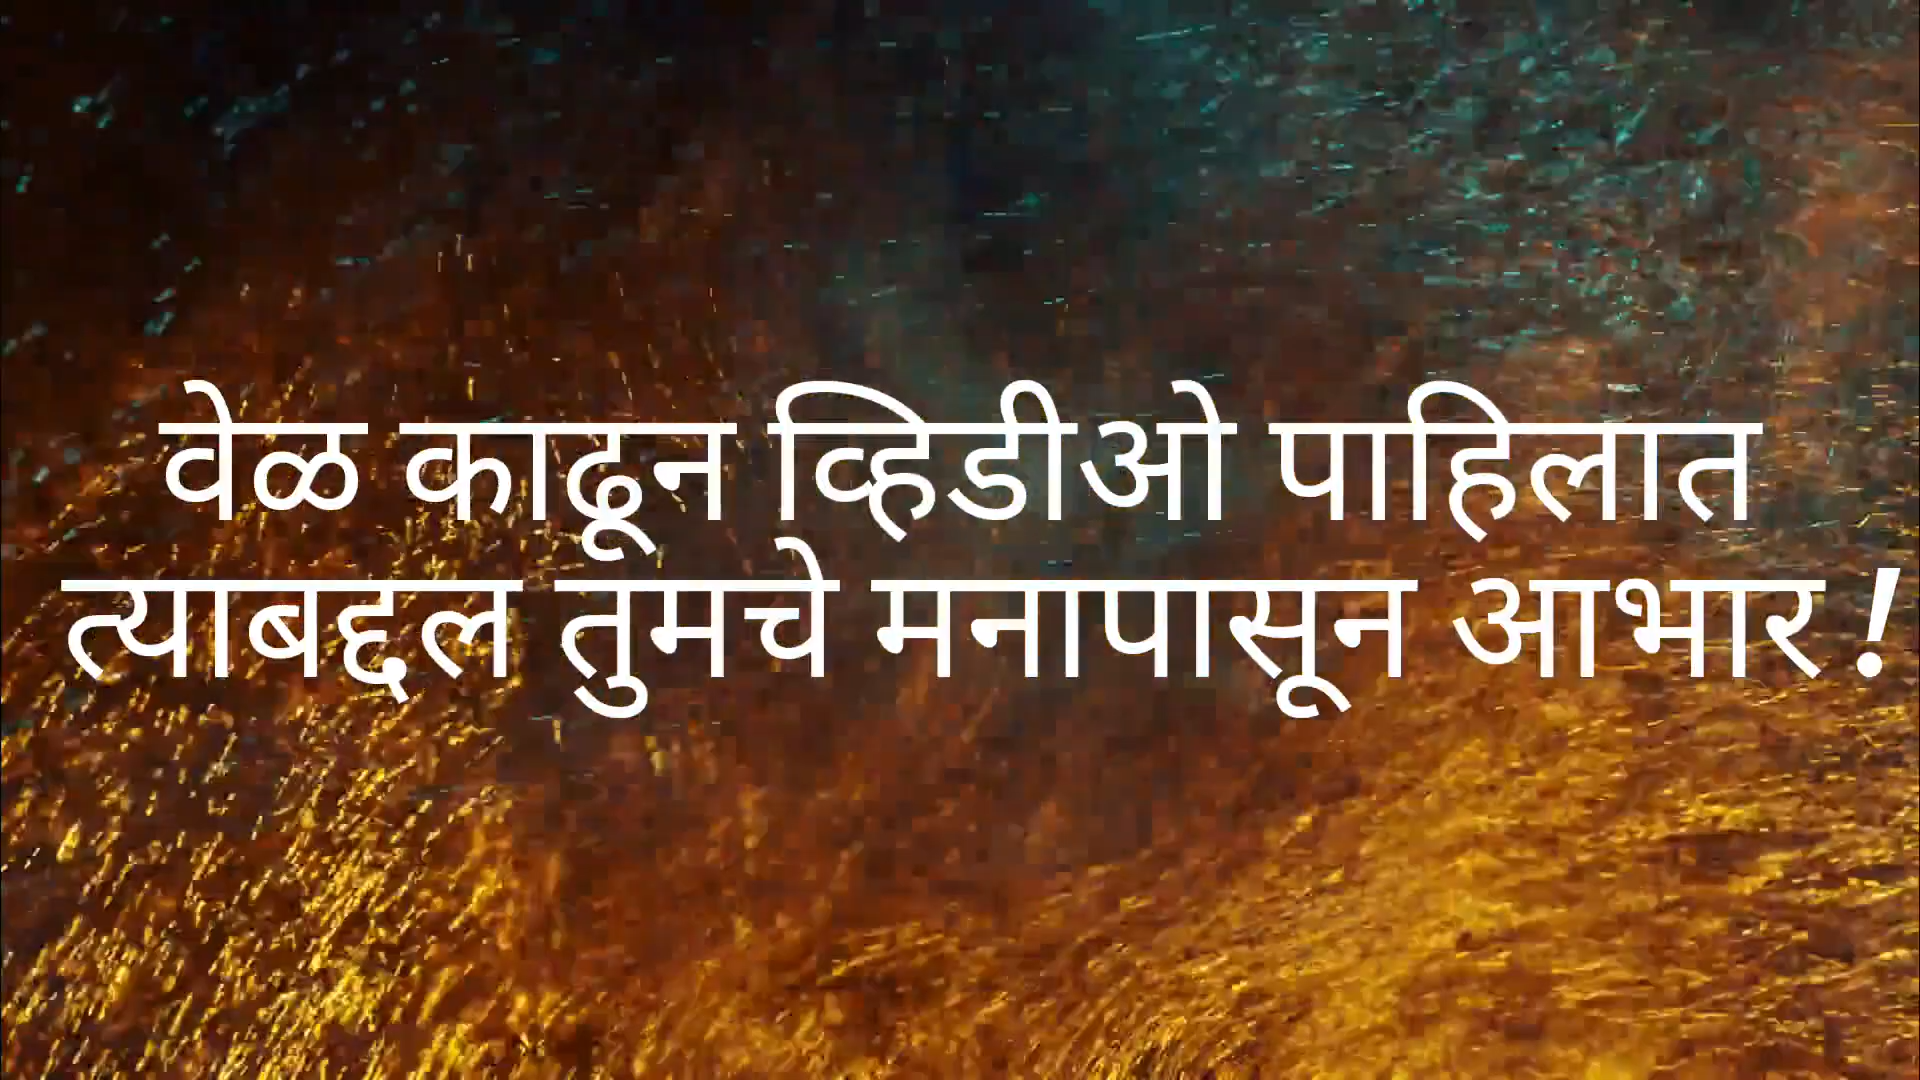 वेळ काढून व्हिडीओ पाहिलात
त्याबद्दल तुमचे मनापासून आभार!